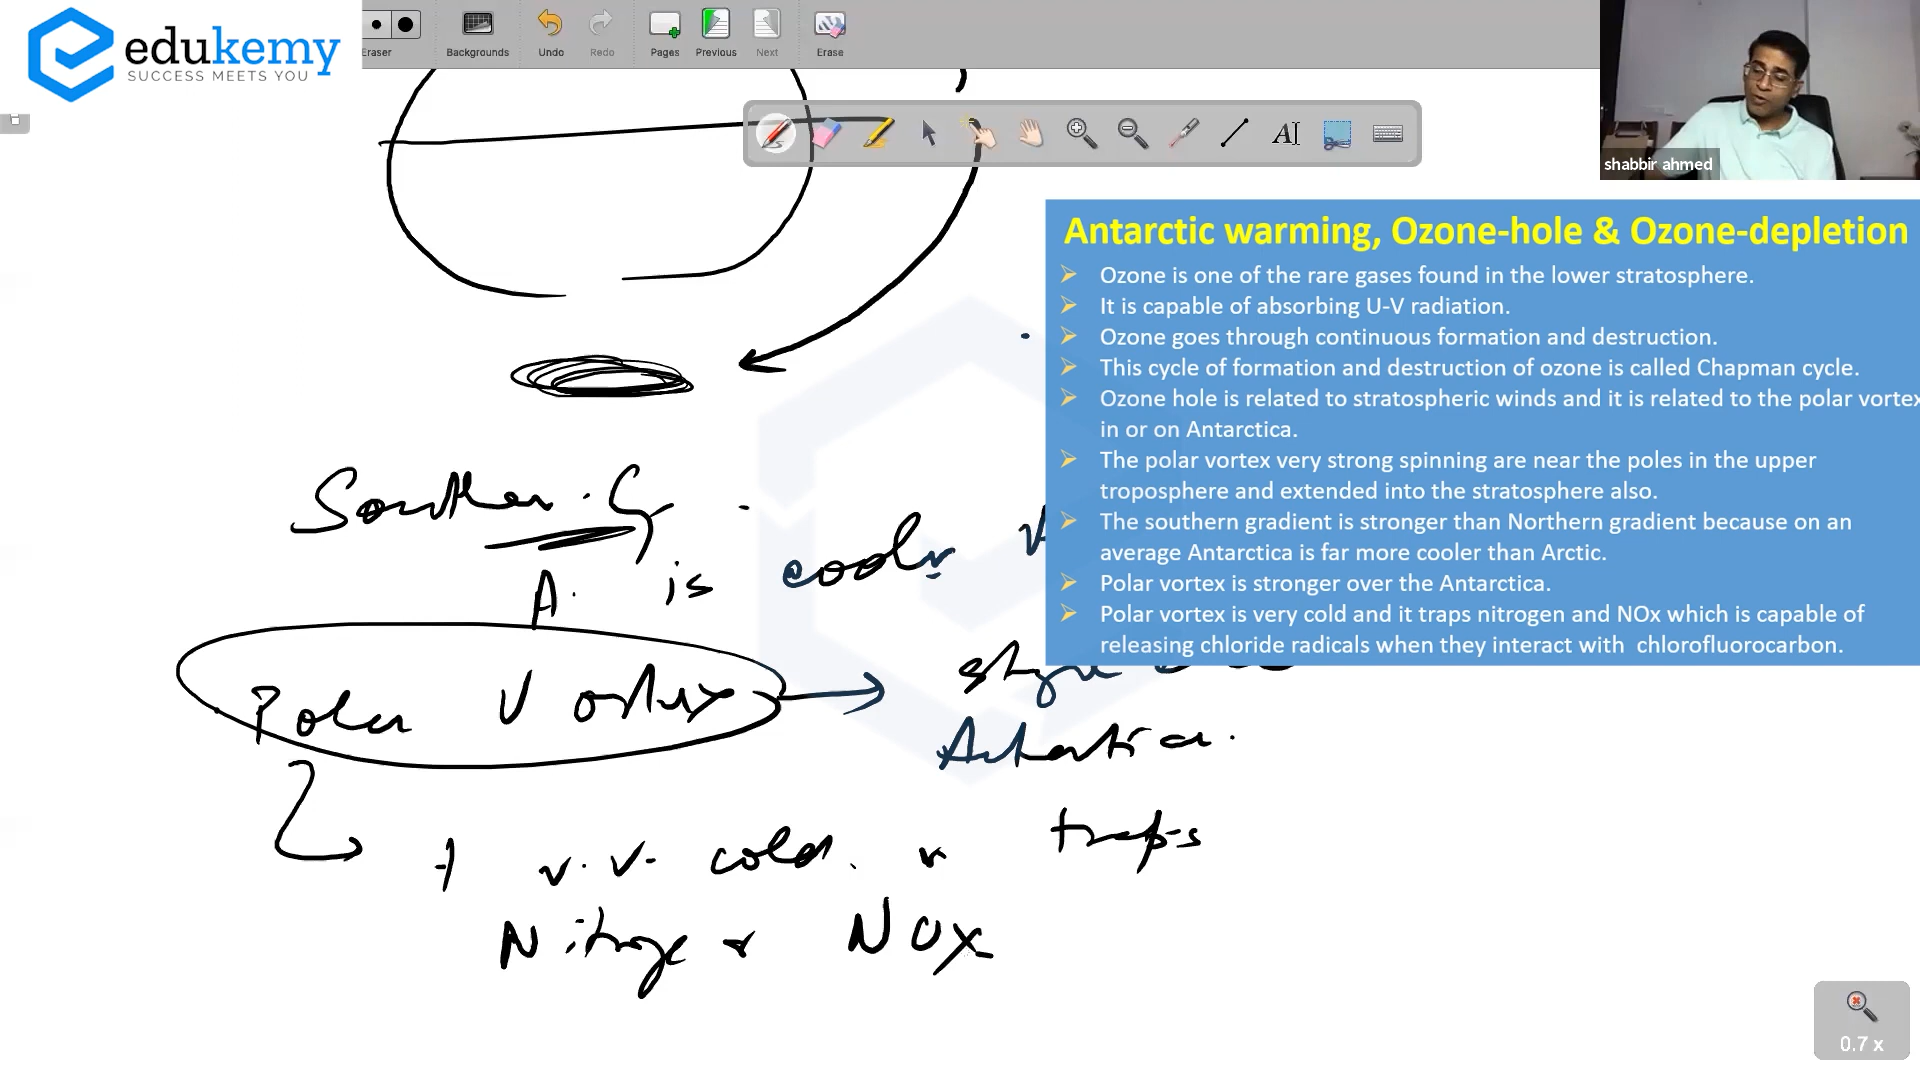 edukemy
SUCCESS MEETS YOU
Eraser
Backgrounds
Undo
Redo
Pages
Previous
Next
Erase
shabbir ahmed
Antarctic warming, Ozone-hole & Ozone-depletion
Ozone is one of the rare gases found in the lower stratosphere.
It is capable of absorbing U-V radiation.
Ozone goes through continuous formation and destruction.
This cycle of formation and destruction of ozone is called Chapman cycle.
Ozone hole is related to stratospheric winds and it is related to the polar vortex
in or on Antarctica.
The polar vortex very strong spinning are near the poles in the upper
troposphere and extended into the stratosphere also.
The southern gradient is stronger than Northern gradient because on an
average Antarctica is far more cooler than Arctic.
Polar vortex is stronger over the Antarctica.
Polar vortex is very cold and it traps nitrogen and NOx which is capable of
releasing chloride radicals when they interact with chlorofluorocarbon.
Southern . G
A. is cooler
Polar Vortex
v. v. cold. traps
NOx
0.7 x